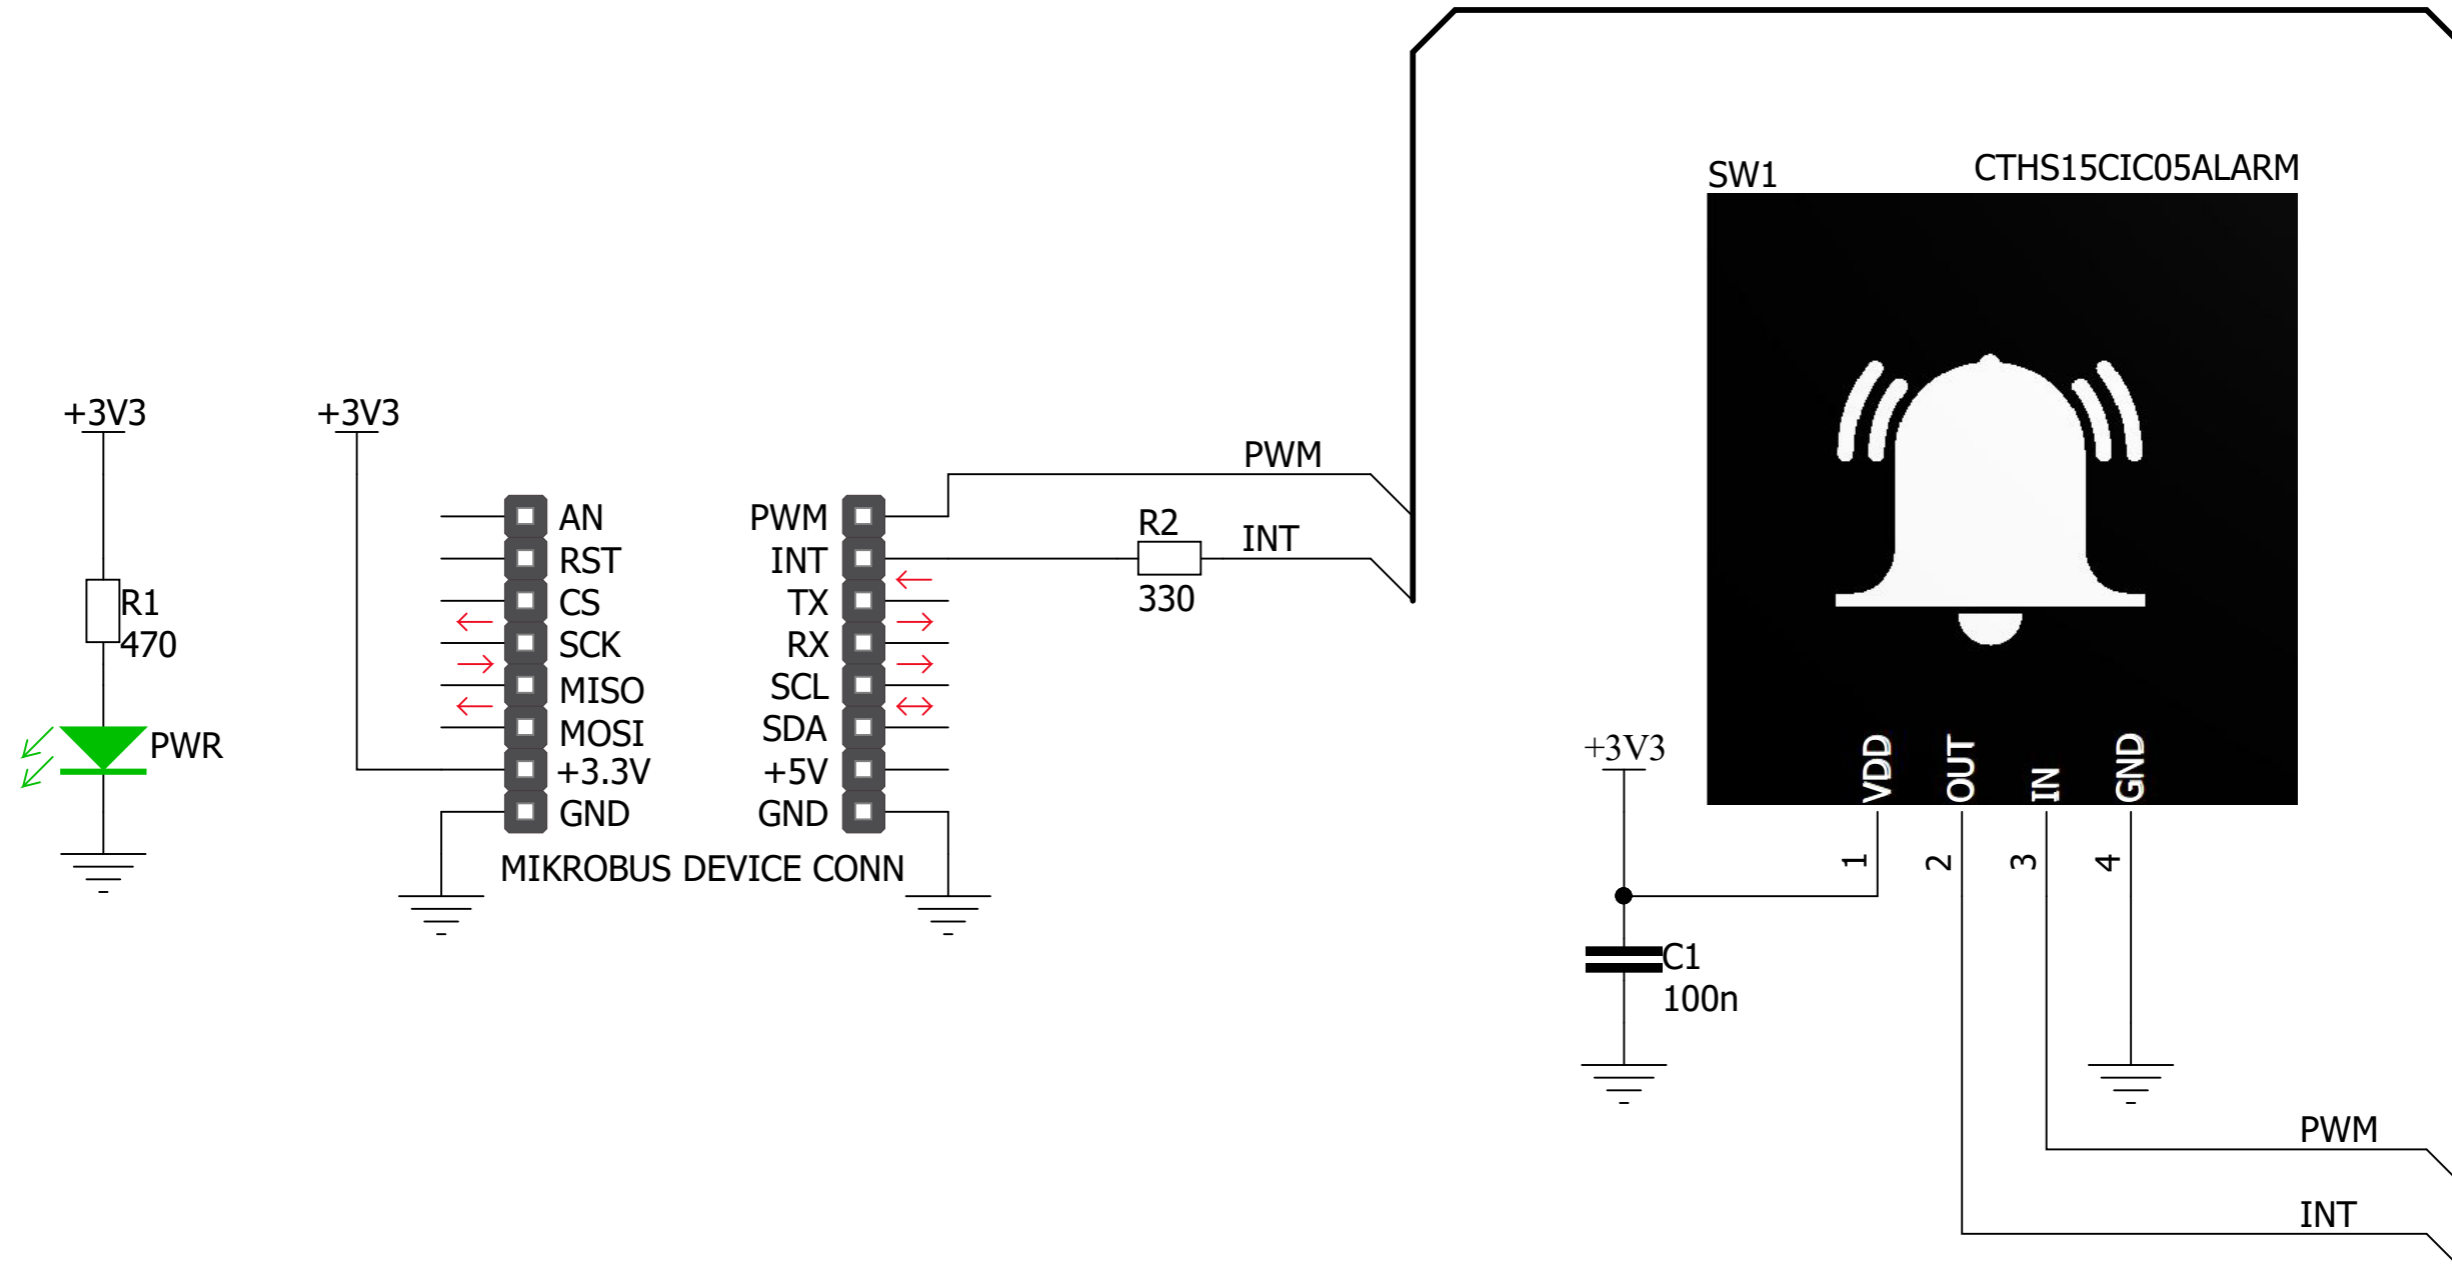 SW1
CTHS15CIC05ALARM
+3V3
R1
470
PWR
+3V3
AN
RST
CS
SCK
MISO
MOSI
+3.3V
GND
PWM
INT
TX
RX
SCL
SDA
+5V
GND
MIKROBUS DEVICE CONN
PWM
R2
330
INT
+3V3
C1
100n
VDD
OUT
IN
GND
1
2
3
4
PWM
INT